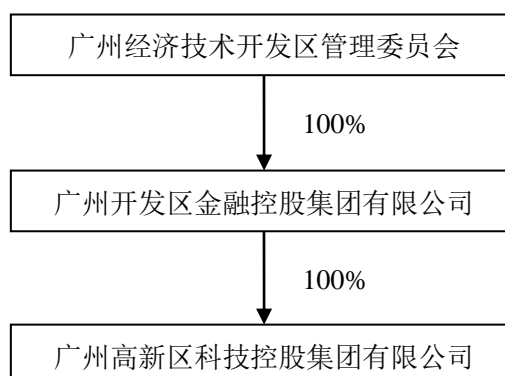 广州经济技术开发区管理委员会
100%
广州开发区金融控股集团有限公司
100%
广州高新区科技控股集团有限公司